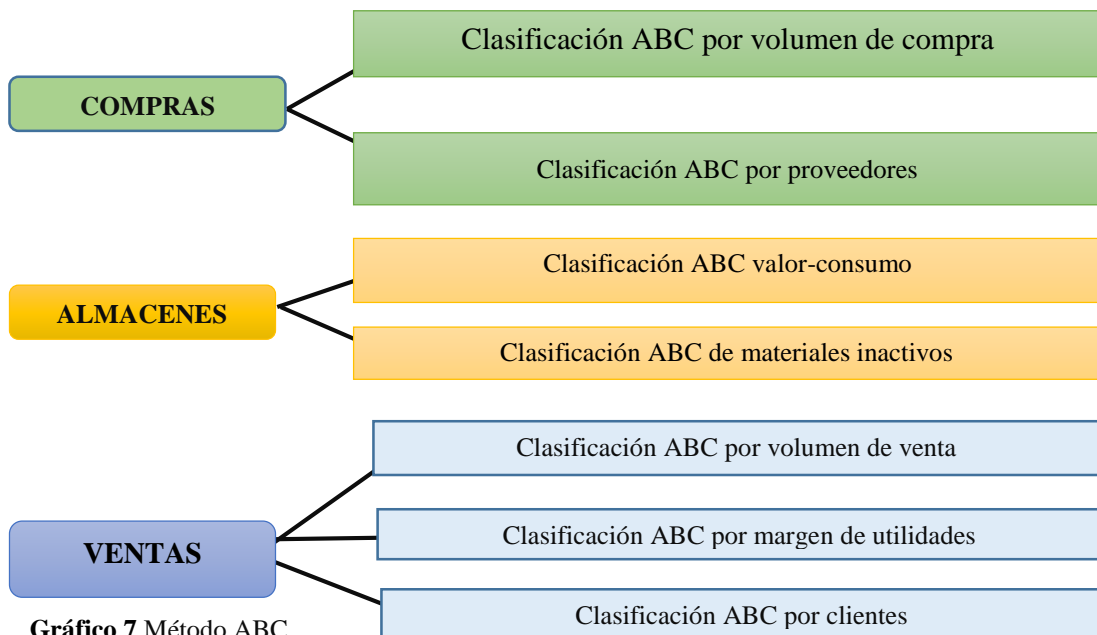 Clasificación ABC por volumen de compra
COMPRAS
Clasificación ABC por proveedores
Clasificación ABC valor-consumo
ALMACENES
Clasificación ABC de materiales inactivos
Clasificación ABC por volumen de venta
VENTAS
Clasificación ABC por margen de utilidades
Clasificación ABC por clientes
Gráfico 7 Método ABC